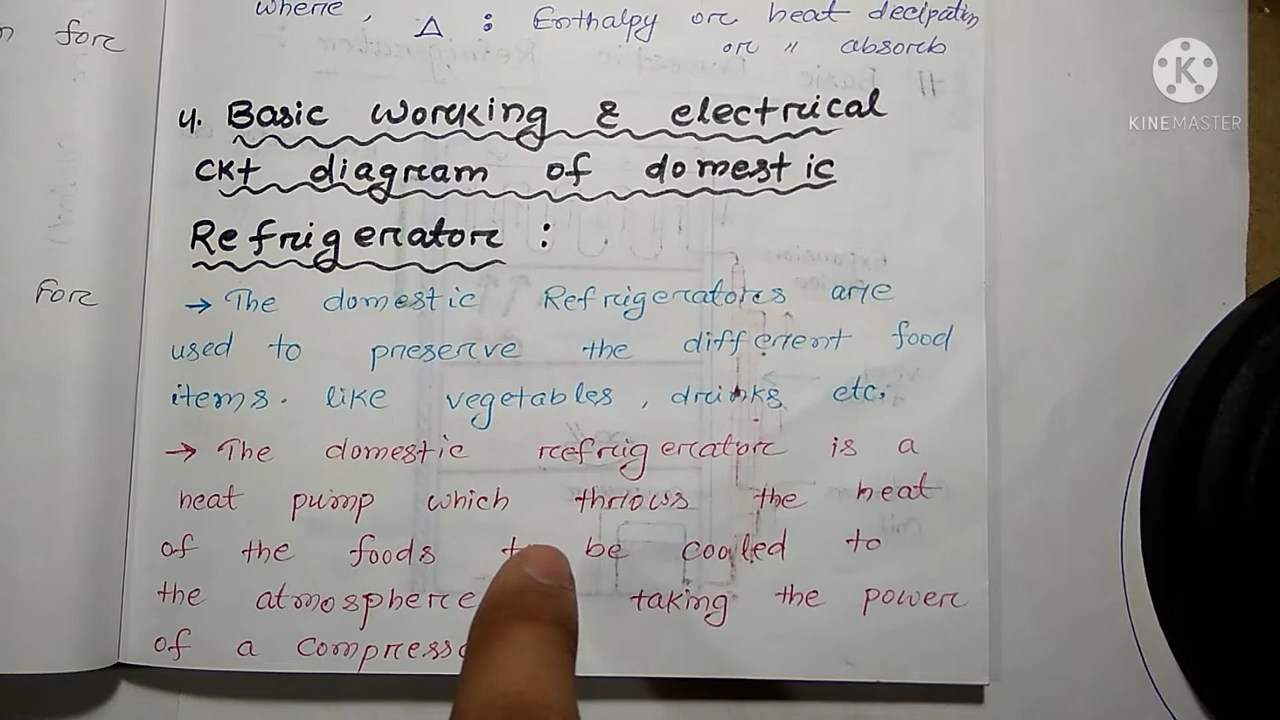 where, Δ : Enthalpy or heat decipatin
or " absorb
n for
4. Basic working & electrical
ckt diagram of domestic
Refrigerator :
For
→ The domestic Refrigerators are
used to preserve the different food
items. like vegetables, drinks etc.
→ The domestic refrigerator is a
heat pump which throws the heat
of the foods to be cooled to
the atmosphere taking the power
of a compresso
K
KINEMASTER